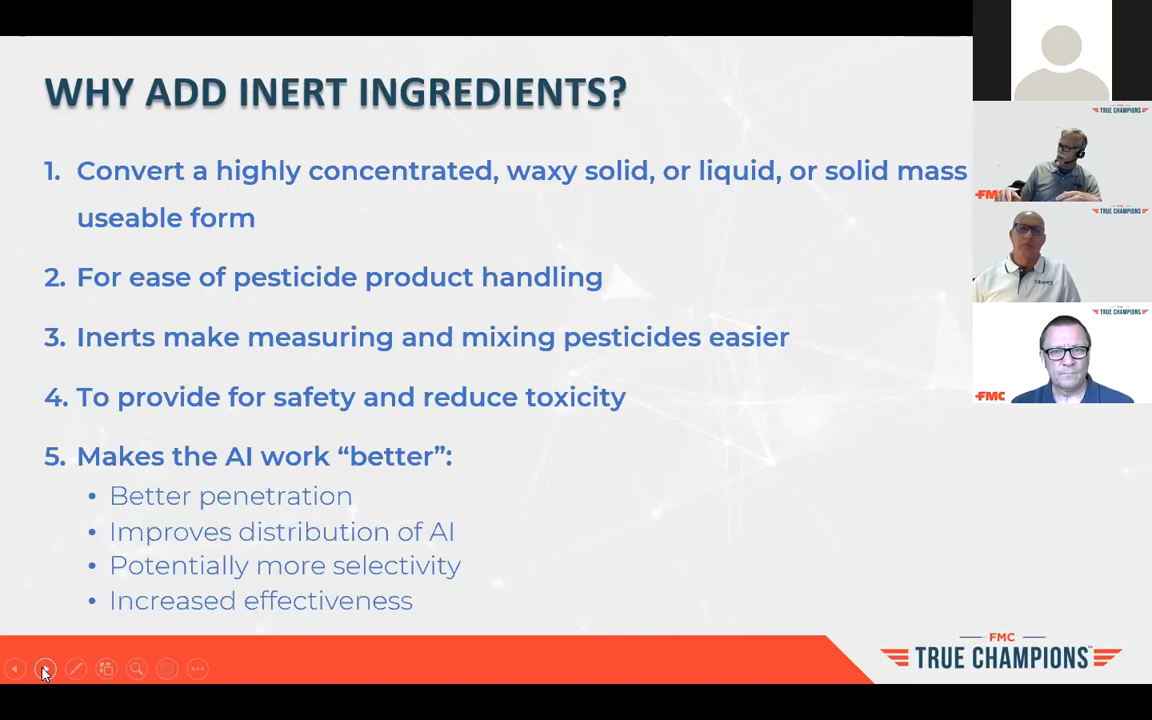 WHY ADD INERT INGREDIENTS?
1. Convert a highly concentrated, waxy solid, or liquid, or solid mass
useable form
2. For ease of pesticide product handling
3. Inerts make measuring and mixing pesticides easier
4. To provide for safety and reduce toxicity
5. Makes the AI work “better”:
• Better penetration
• Improves distribution of AI
• Potentially more selectivity
• Increased effectiveness
FMC
TRUE CHAMPIONS
TRUE CHAMPIONS
FMC
TRUE CHAMPIONS
TRUE CHAMPIONS
FMC